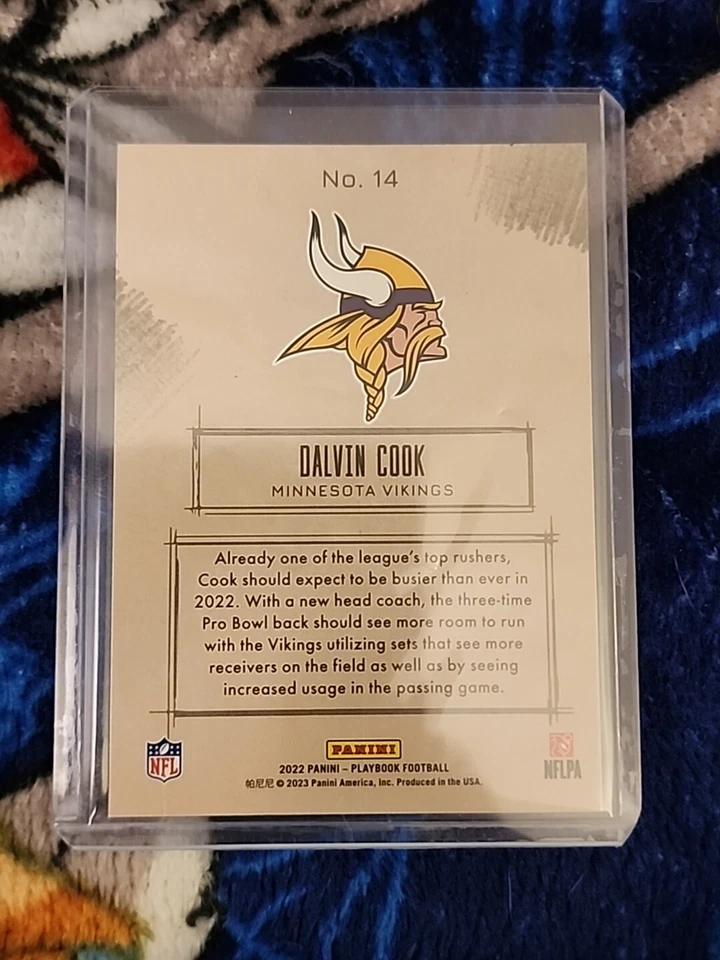 No. 14
DALVIN COOK
MINNESOTA VIKINGS
Already one of the league's top rushers,
Cook should expect to be busier than ever in
2022. With a new head coach, the three-time
Pro Bowl back should see more room to run
with the Vikings utilizing sets that see more
receivers on the field as well as by seeing
increased usage in the passing game.
PANINI
NFL
NFLPA
2022 PANINI – PLAYBOOK FOOTBALL
帕尼尼 © 2023 Panini America, Inc. Produced in the USA.